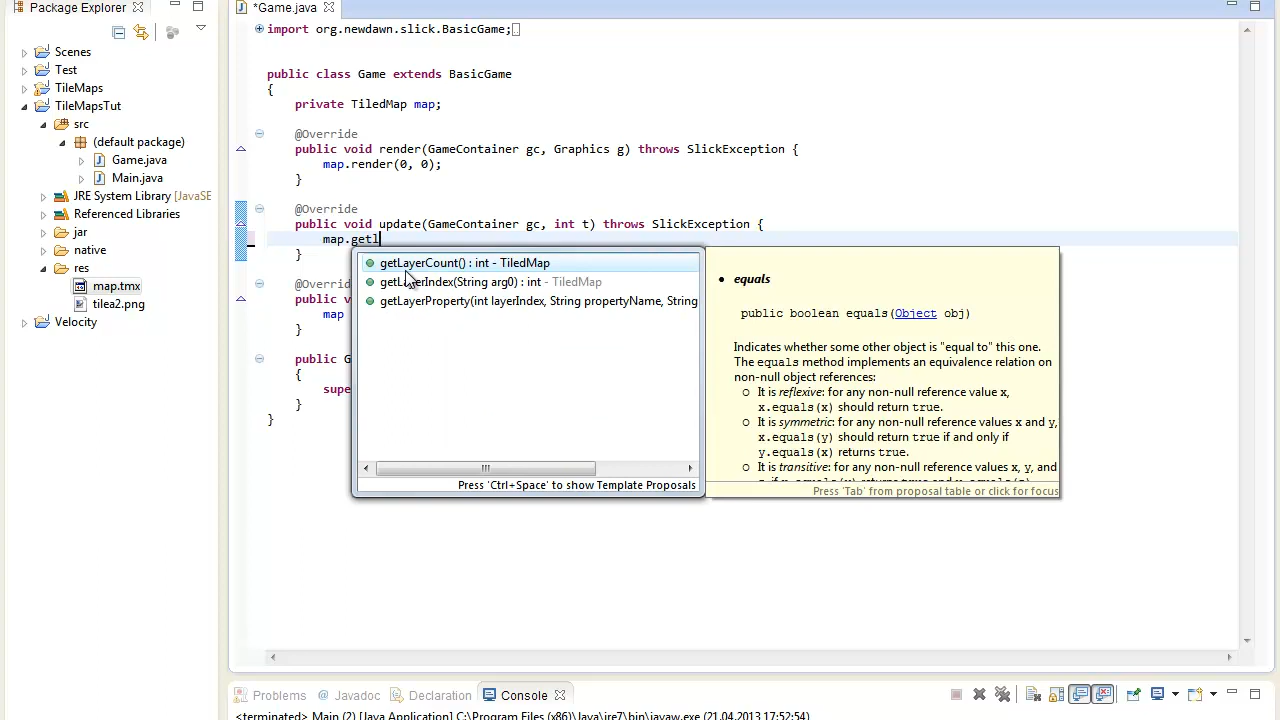 Package Explorer
Scenes
Test
TileMaps
TileMapsTut
src
(default package)
Game.java
Main.java
JRE System Library [JavaSE
Referenced Libraries
jar
native
res
map.tmx
tilea2.png
Velocity
*Game.java
import org.newdawn.slick.BasicGame;
public class Game extends BasicGame
{
private TiledMap map;
@Override
public void render(GameContainer gc, Graphics g) throws SlickException {
map.render(0, 0);
}
@Override
public void update(GameContainer gc, int t) throws SlickException {
map.getl
}
@Overri
public v
map
}
public G
{
supe
}
}
getLayerCount() : int - TiledMap
getLayerIndex(String arg0) : int - TiledMap
getLayerProperty(int layerIndex, String propertyName, String
Press 'Ctrl+Space' to show Template Proposals
equals
public boolean equals(Object obj)
Indicates whether some other object is "equal to" this one.
The equals method implements an equivalence relation on
non-null object references:
It is reflexive: for any non-null reference value x,
x.equals(x) should return true.
It is symmetric: for any non-null reference values x and y,
x.equals(y) should return true if and only if
y.equals(x) returns true.
It is transitive: for any non-null reference values x, y, and
Press 'Tab' from proposal table or click for focus
Problems
@ Javadoc
Declaration
Console
<terminated> Main (2) [Java Application] C:\Program Files (x86)\Java\jre7\bin\javaw.exe (21.04.2013 17:52:54)